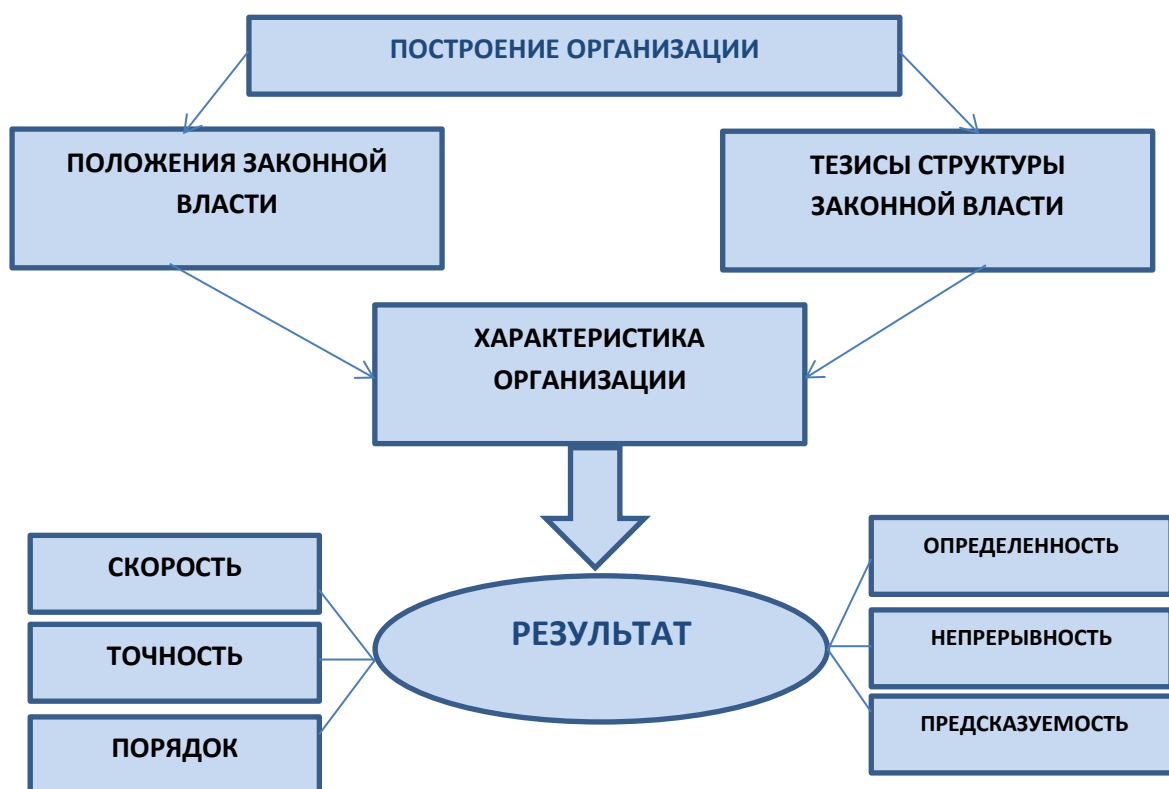 ПОСТРОЕНИЕ ОРГАНИЗАЦИИ
ПОЛОЖЕНИЯ ЗАКОННОЙ
ВЛАСТИ
ТЕЗИСЫ СТРУКТУРЫ
ЗАКОННОЙ ВЛАСТИ
ХАРАКТЕРИСТИКА
ОРГАНИЗАЦИИ
СКОРОСТЬ
ТОЧНОСТЬ
ПОРЯДОК
РЕЗУЛЬТАТ
ОПРЕДЕЛЕННОСТЬ
НЕПРЕРЫВНОСТЬ
ПРЕДСКАЗУЕМОСТЬ